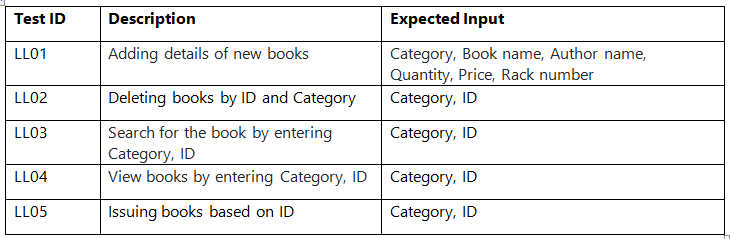 Test ID Description Expected Input
LL01 Adding details of new books Category, Book name, Author name,
Quantity, Price, Rack number
LL02 Deleting books by ID and Category Category, ID
LL03 Search for the book by entering Category, ID
Category, ID
LL04 View books by entering Category, ID Category, ID
LL05 Issuing books based on ID Category, ID